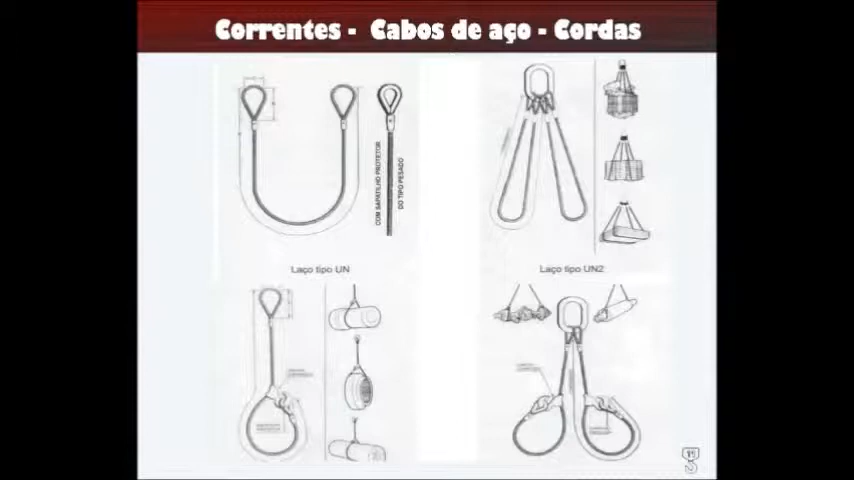 Correntes - Cabos de aço - Cordas
COM SAPATILHO PROTETOR
DO TIPO PESADO
Laço tipo UN
Laço tipo UN2